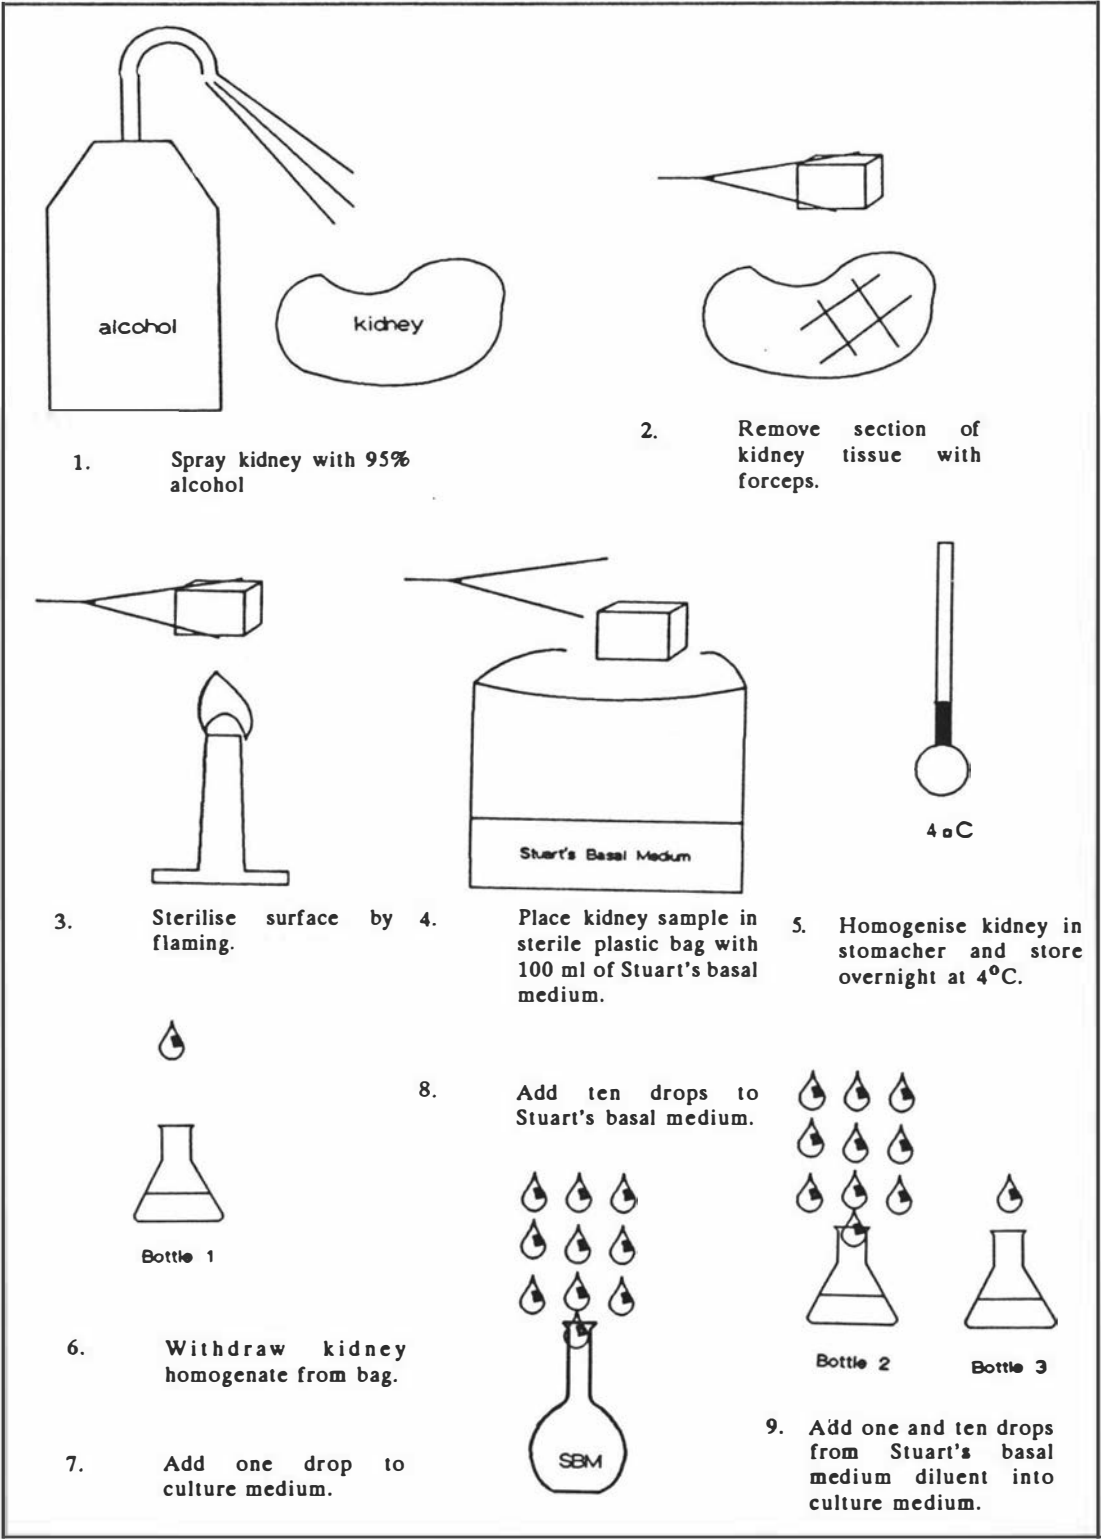 alcohol
kidney
1. Spray kidney with 95%
alcohol
2. Remove section of
kidney tissue with
forceps.
Stuart's Basal Medium
4 o C
3. Sterilise surface by
flaming.
4. Place kidney sample in
sterile plastic bag with
100 ml of Stuart's basal
medium.
5. Homogenise kidney in
stomacher and store
overnight at 4°C.
Bottle 1
6. Withdraw kidney
homogenate from bag.
7. Add one drop to
culture medium.
8. Add ten drops to
Stuart's basal medium.
SBM
Bottle 2
Bottle 3
9. Add one and ten drops
from Stuart's basal
medium diluent into
culture medium.